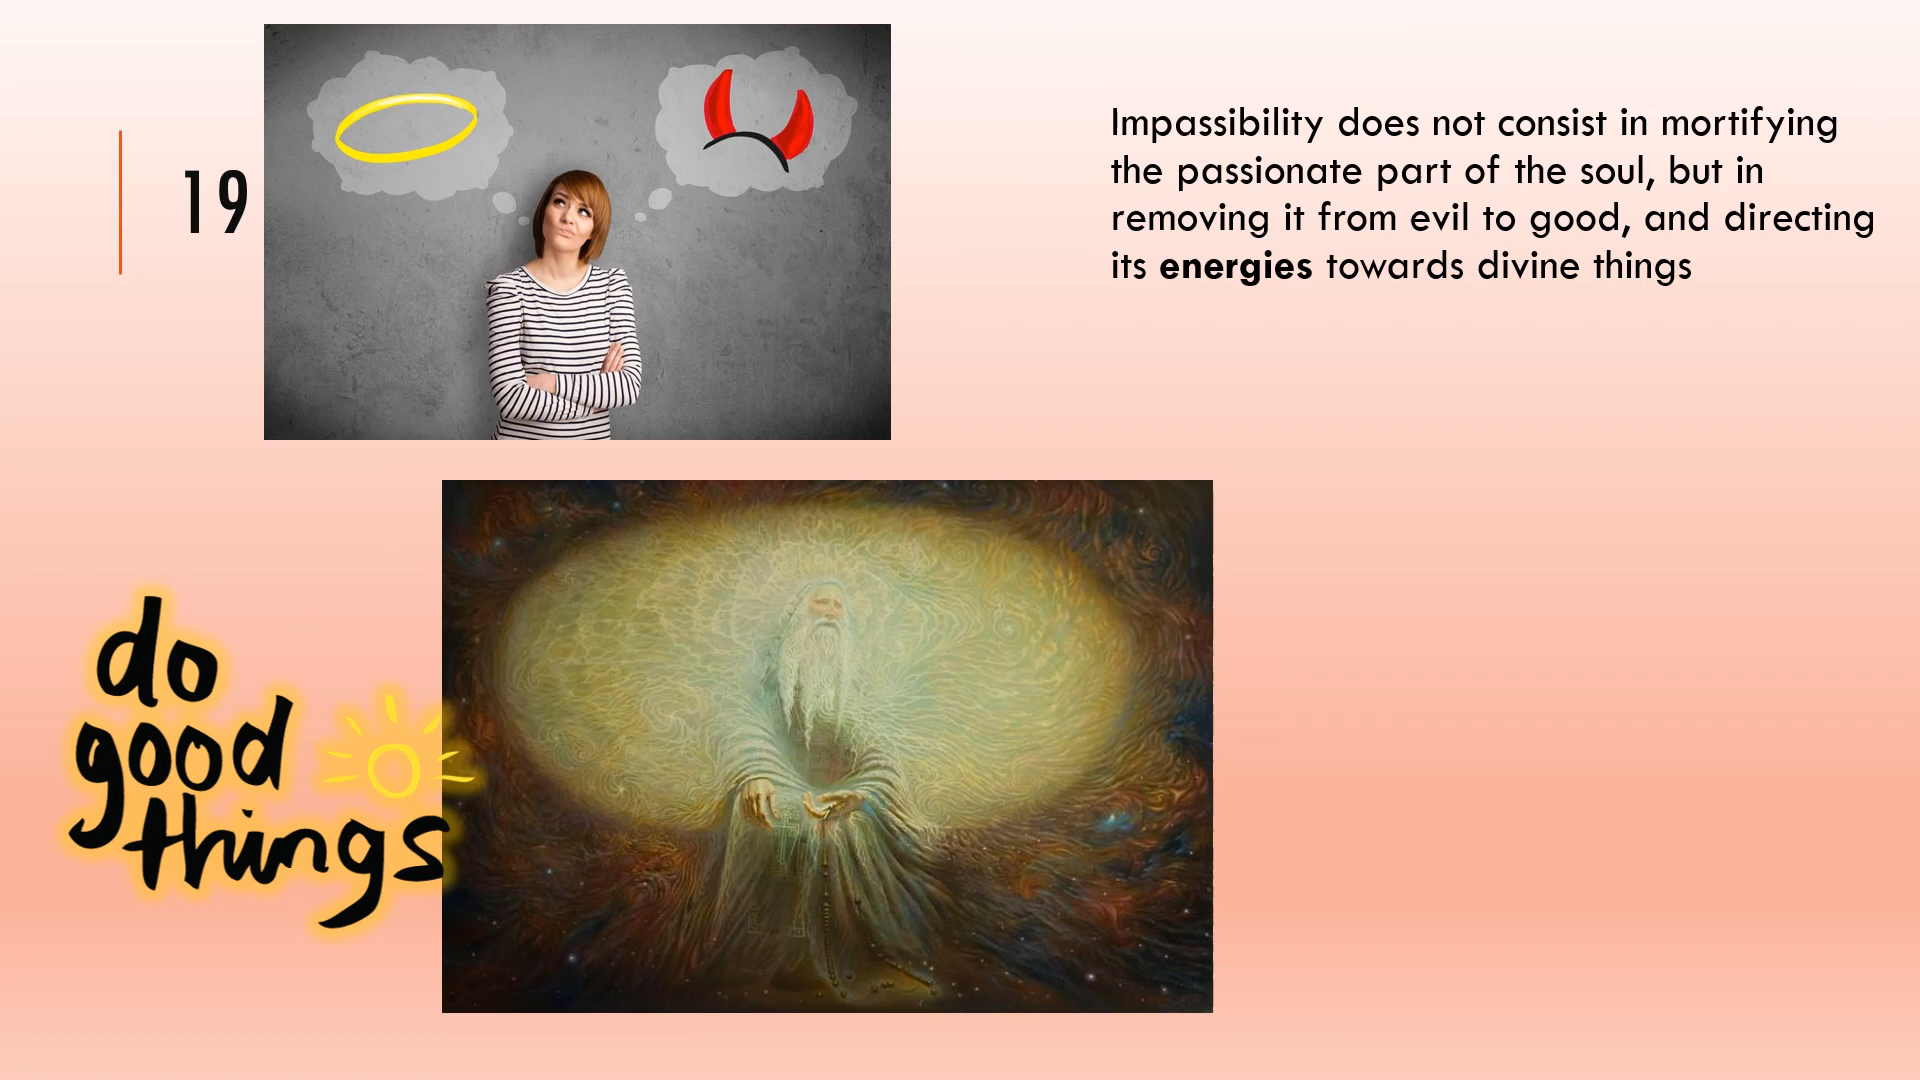 19
Impassibility does not consist in mortifying
the passionate part of the soul, but in
removing it from evil to good, and directing
its energies towards divine things
do
good
things